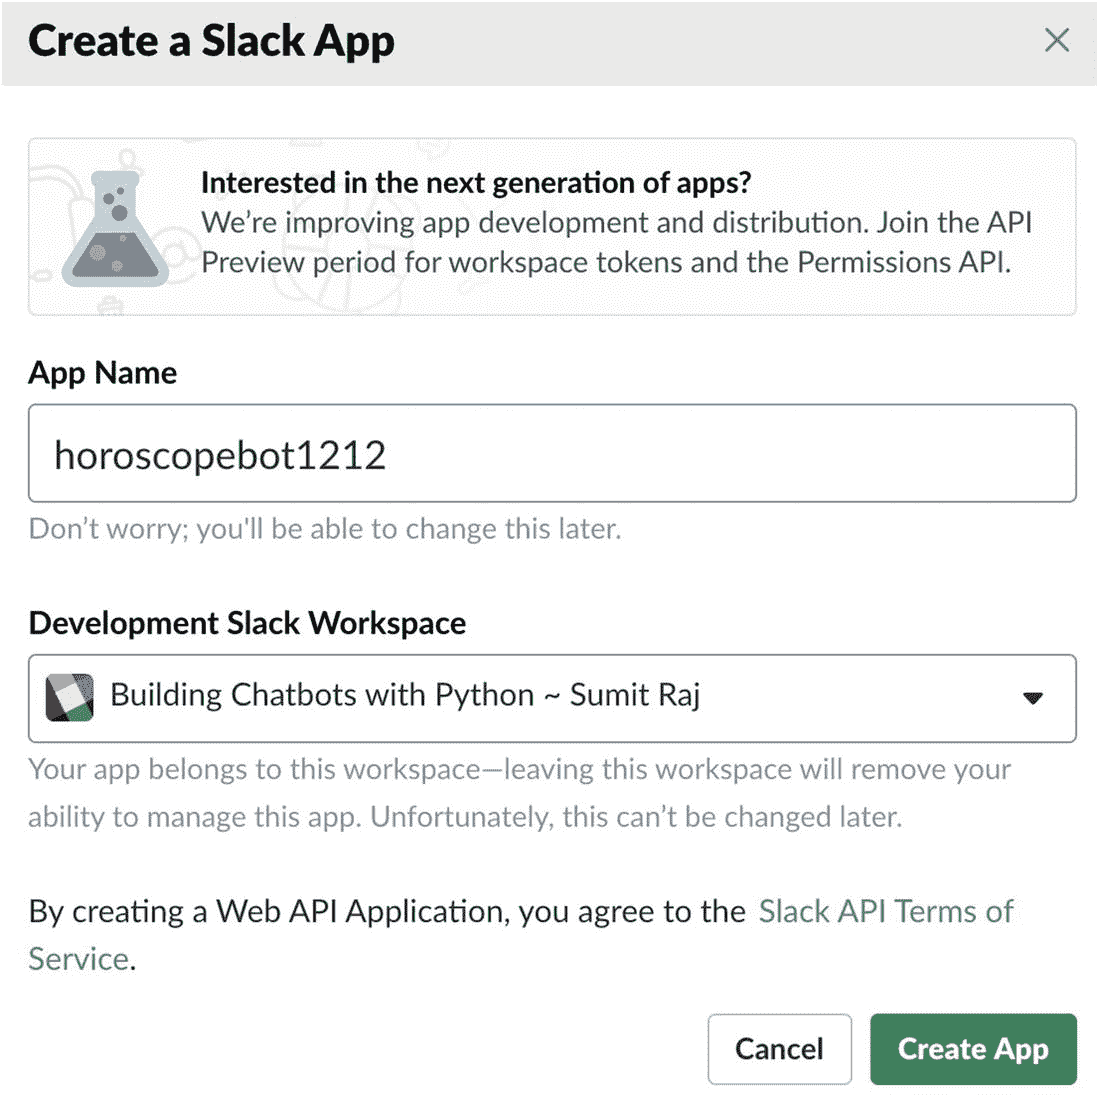 Create a Slack App
Interested in the next generation of apps?
We’re improving app development and distribution. Join the API
Preview period for workspace tokens and the Permissions API.
App Name
horoscopebot1212
Don’t worry; you'll be able to change this later.
Development Slack Workspace
Building Chatbots with Python ~ Sumit Raj
Your app belongs to this workspace—leaving this workspace will remove your
ability to manage this app. Unfortunately, this can’t be changed later.
By creating a Web API Application, you agree to the Slack API Terms of
Service.
Cancel Create App